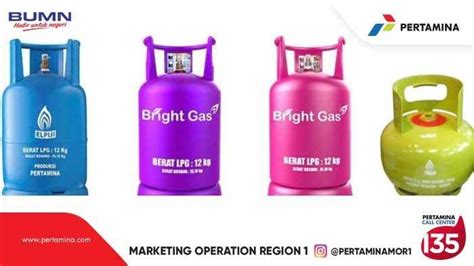 BUMN
Hadir untuk negeri
PERTAMINA
ELPIJI
BERAT LPG : 12 Kg
PRODUKSI
PERTAMINA
Bright Gas
BERAT LPG : 12 kg
Bright Gas
BERAT LPG : 12 kg
PERTAMINA
CALL CENTER
135
www.pertamina.com
MARKETING OPERATION REGION 1
@PERTAMINAMOR1